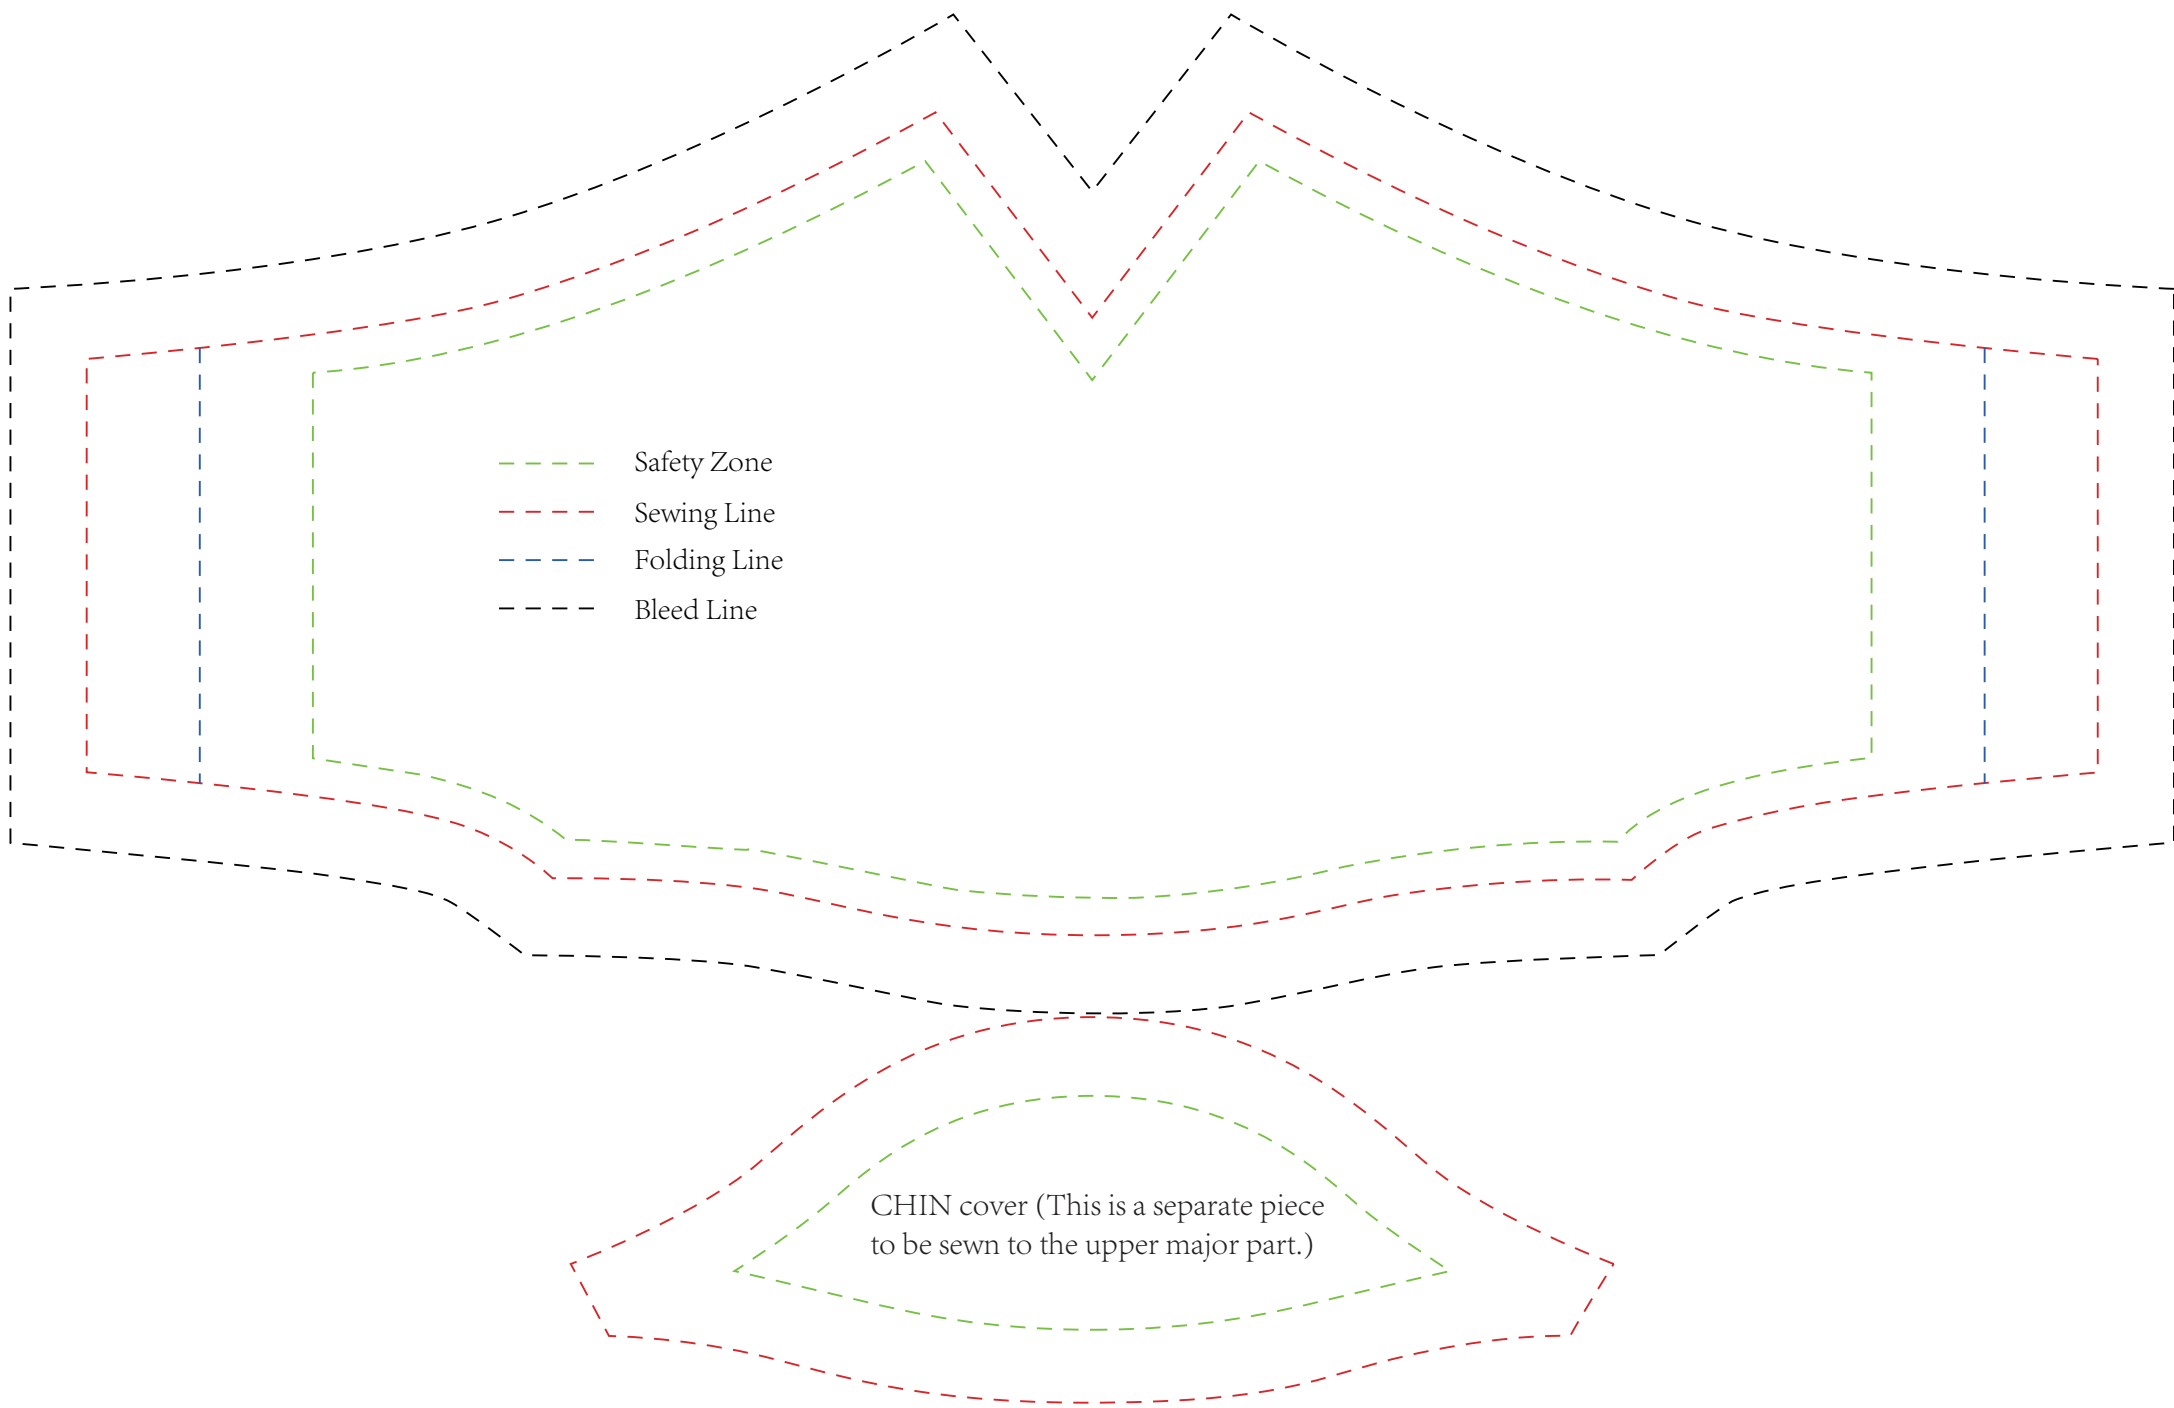 Safety Zone
Sewing Line
Folding Line
Bleed Line
CHIN cover (This is a separate piece
to be sewn to the upper major part.)